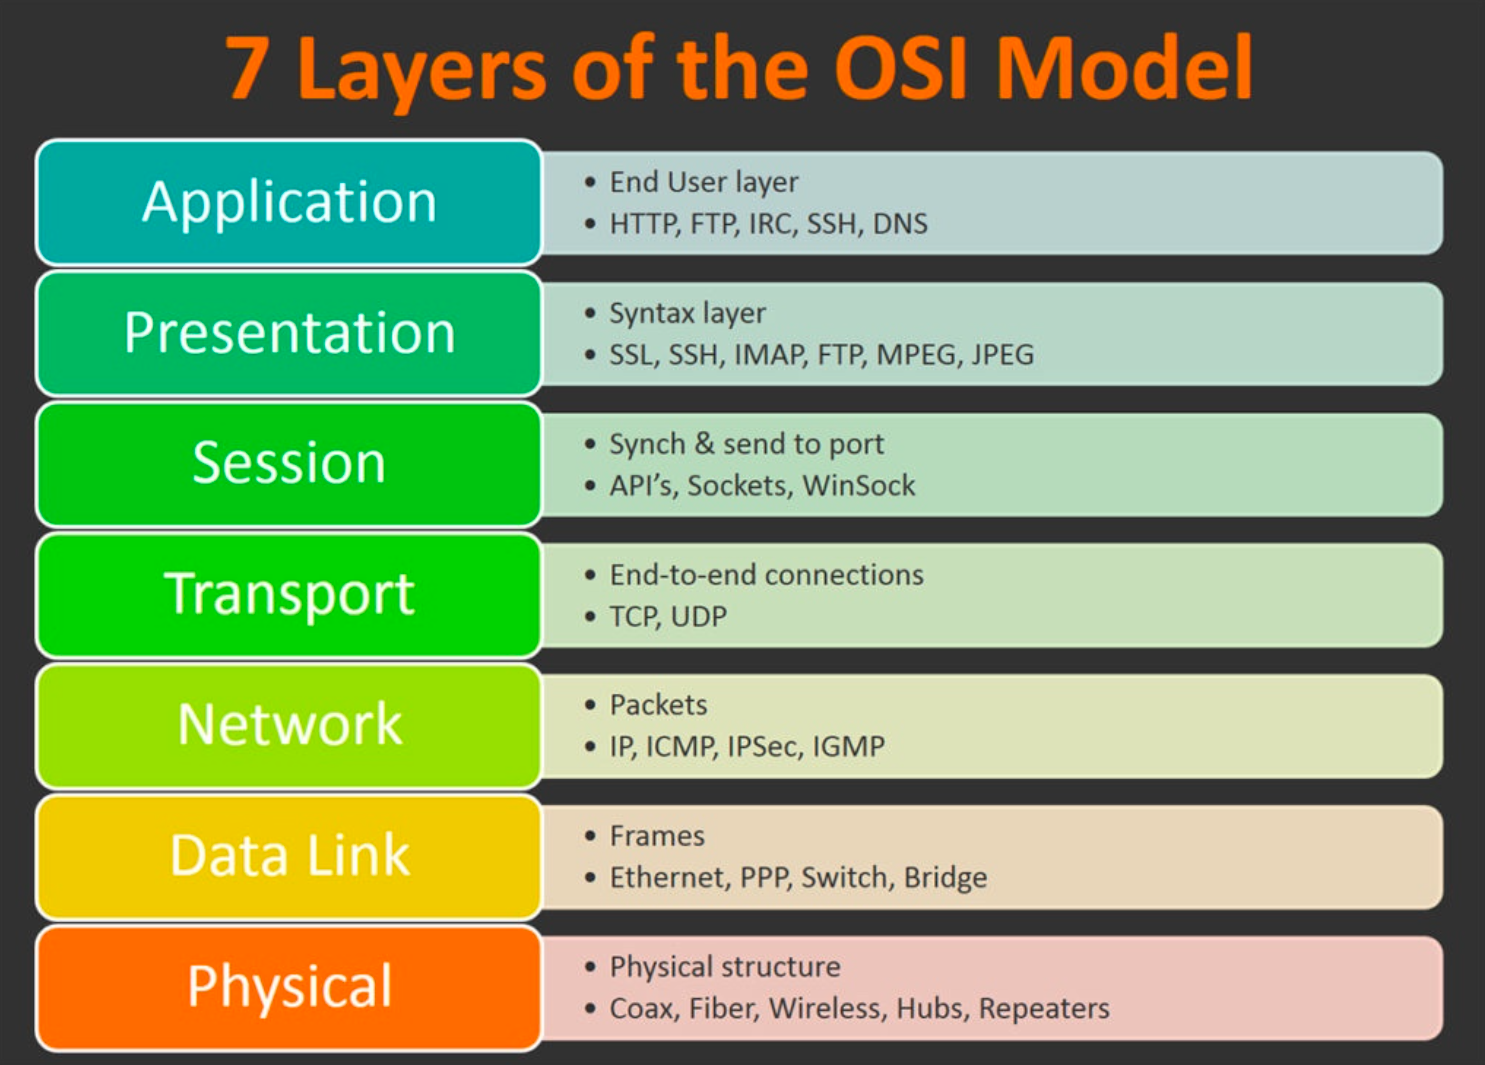 7 Layers of the OSI Model
Application
• End User layer
• HTTP, FTP, IRC, SSH, DNS
Presentation
• Syntax layer
• SSL, SSH, IMAP, FTP, MPEG, JPEG
Session
• Synch & send to port
• API’s, Sockets, WinSock
Transport
• End-to-end connections
• TCP, UDP
Network
• Packets
• IP, ICMP, IPSec, IGMP
Data Link
• Frames
• Ethernet, PPP, Switch, Bridge
Physical
• Physical structure
• Coax, Fiber, Wireless, Hubs, Repeaters